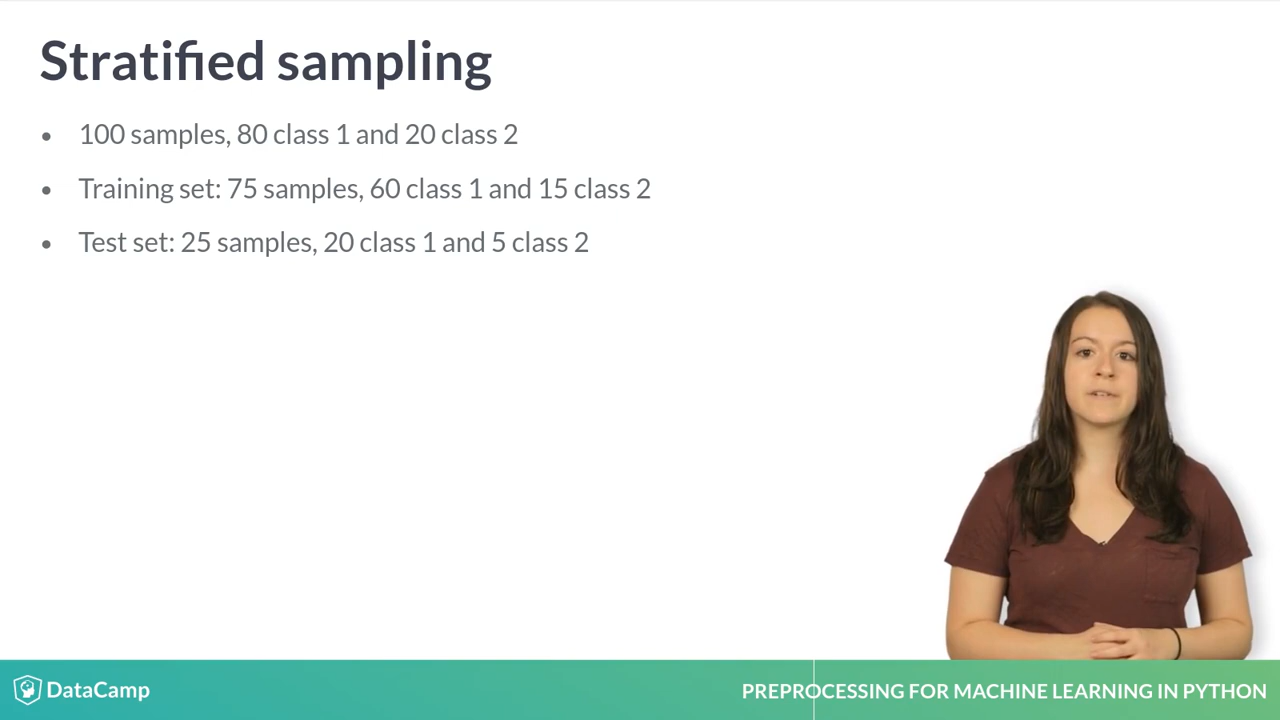 Stratified sampling
• 100 samples, 80 class 1 and 20 class 2
• Training set: 75 samples, 60 class 1 and 15 class 2
• Test set: 25 samples, 20 class 1 and 5 class 2
DataCamp
PREPROCESSING FOR MACHINE LEARNING IN PYTHON